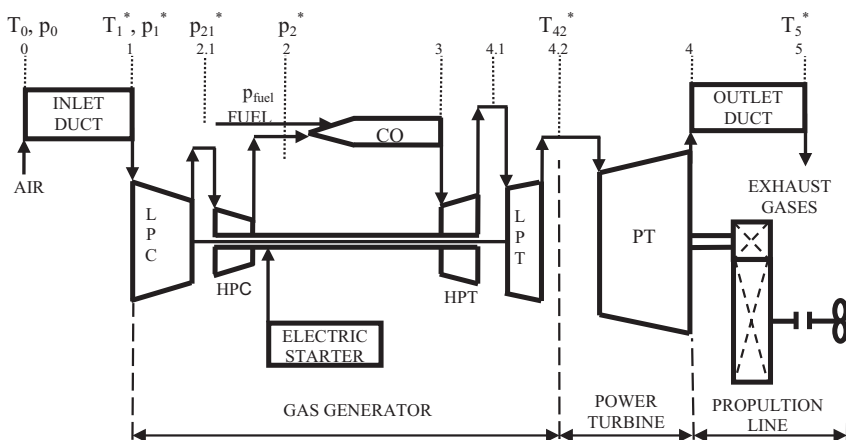 T0, p0 T1*, p1* p21* p2* T42* T5*
0 1 2.1 2 3 4.1 4.2 4 5
INLET
DUCT
pfuel
FUEL
CO
OUTLET
DUCT
AIR
EXHAUST
GASES
L
P
C
HPC
HPT
L
P
T
PT
ELECTRIC
STARTER
GAS GENERATOR
POWER
TURBINE
PROPULTION
LINE